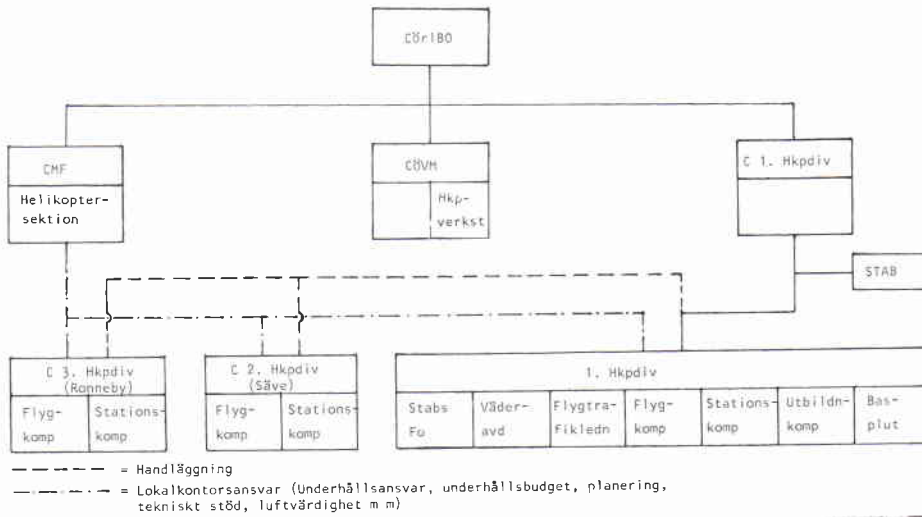 CÖrlBO
CMF
Helikopter-
sektion
CÖVM
Hkp-
verkst
C 1. Hkpdiv
STAB
C 3. Hkpdiv
(Ronneby)
Flyg-
komp
Stations-
komp
C 2. Hkpdiv
(Säve)
Flyg-
komp
Stations-
komp
1. Hkpdiv
Stabs
Fo
Väder-
avd
Flygtra-
fikledn
Flyg-
komp
Stations-
komp
Utbildn-
komp
Bas-
plut
= Handläggning
= Lokalkontorsansvar (Underhållsansvar, underhållsbudget, planering,
tekniskt stöd, luftvärdighet m m)